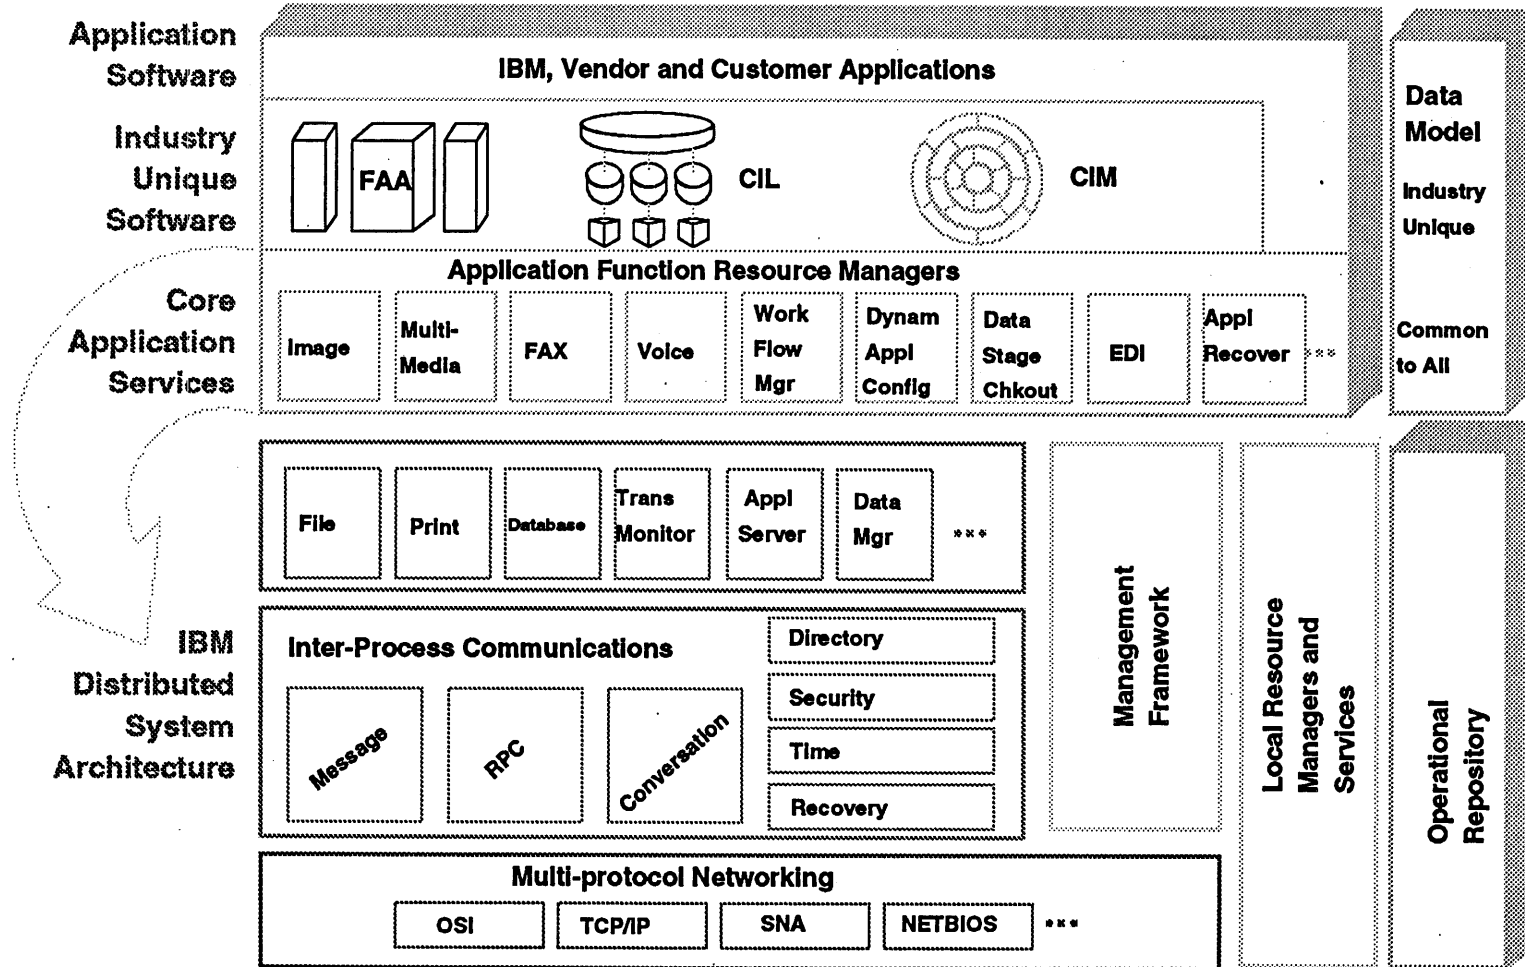 Application
Software
IBM, Vendor and Customer Applications
Industry
Unique
Software
FAA
CIL
CIM
Data
Model
Industry
Unique
Common
to All
Core
Application
Services
Application Function Resource Managers
Image
Multi-
Media
FAX
Voice
Work
Flow
Mgr
Dynam
Appl
Config
Data
Stage
Chkout
EDI
Appl
Recover
***
File
Print
Database
Trans
Monitor
Appl
Server
Data
Mgr
***
IBM
Distributed
System
Architecture
Inter-Process Communications
Message
RPC
Conversation
Directory
Security
Time
Recovery
Management
Framework
Local Resource
Managers and
Services
Operational
Repository
Multi-protocol Networking
OSI
TCP/IP
SNA
NETBIOS
***